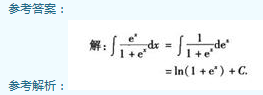 参考答案：
解：∫ eˣ/(1+eˣ) dx = ∫ 1/(1+eˣ) deˣ
= ln(1+eˣ)+C.
参考解析：